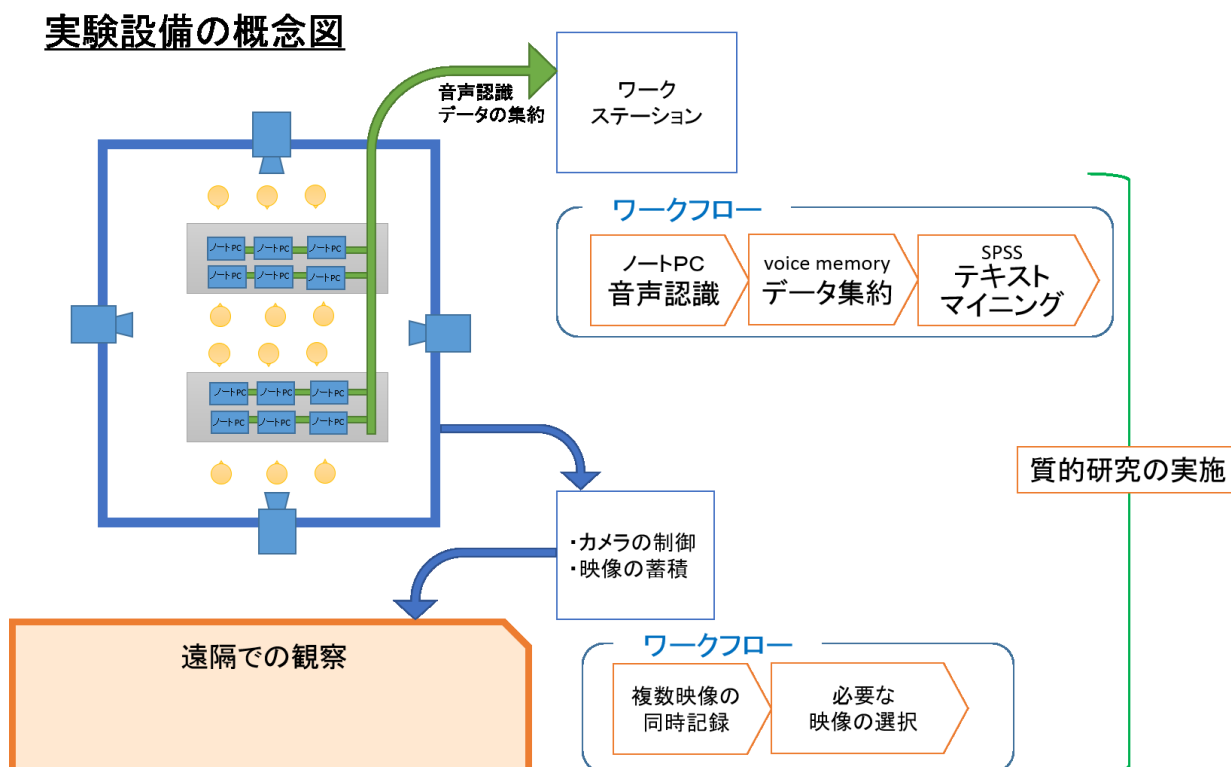 実験設備の概念図
音声認識
データの集約
ワーク
ステーション
ワークフロー
ノートPC
音声認識
voice memory
データ集約
SPSS
テキスト
マイニング
ノートPC
ノートPC
ノートPC
ノートPC
ノートPC
ノートPC
ノートPC
ノートPC
ノートPC
ノートPC
ノートPC
ノートPC
質的研究の実施
・カメラの制御
・映像の蓄積
遠隔での観察
ワークフロー
複数映像の
同時記録
必要な
映像の選択